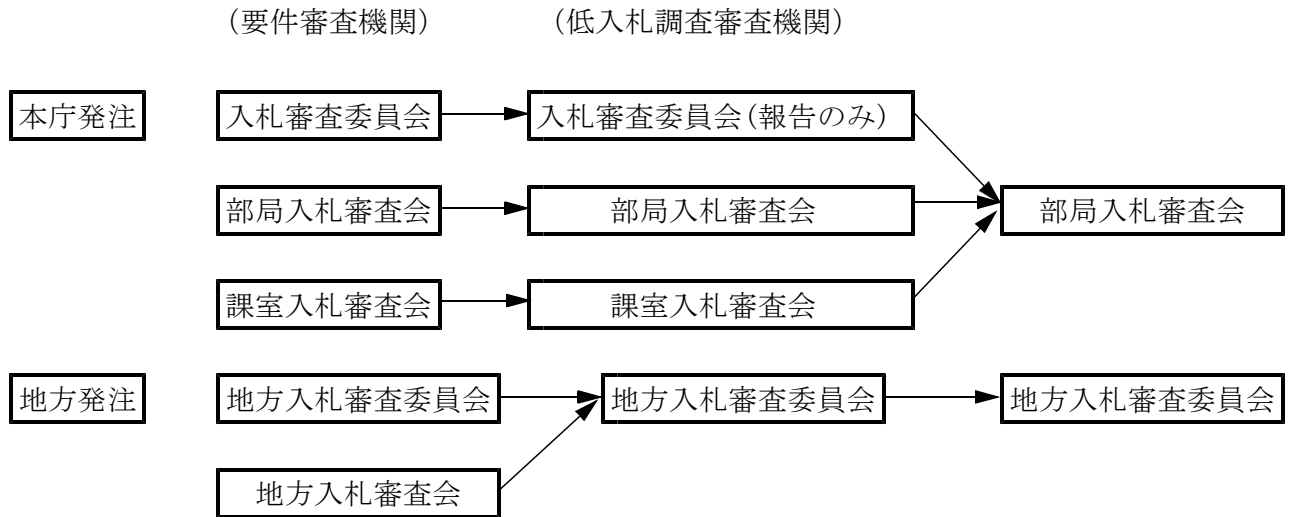 （要件審査機関） （低入札調査審査機関）
本庁発注 入札審査委員会 入札審査委員会（報告のみ）
部局入札審査会 部局入札審査会 部局入札審査会
課室入札審査会 課室入札審査会
地方発注 地方入札審査委員会 地方入札審査委員会 地方入札審査委員会
地方入札審査会